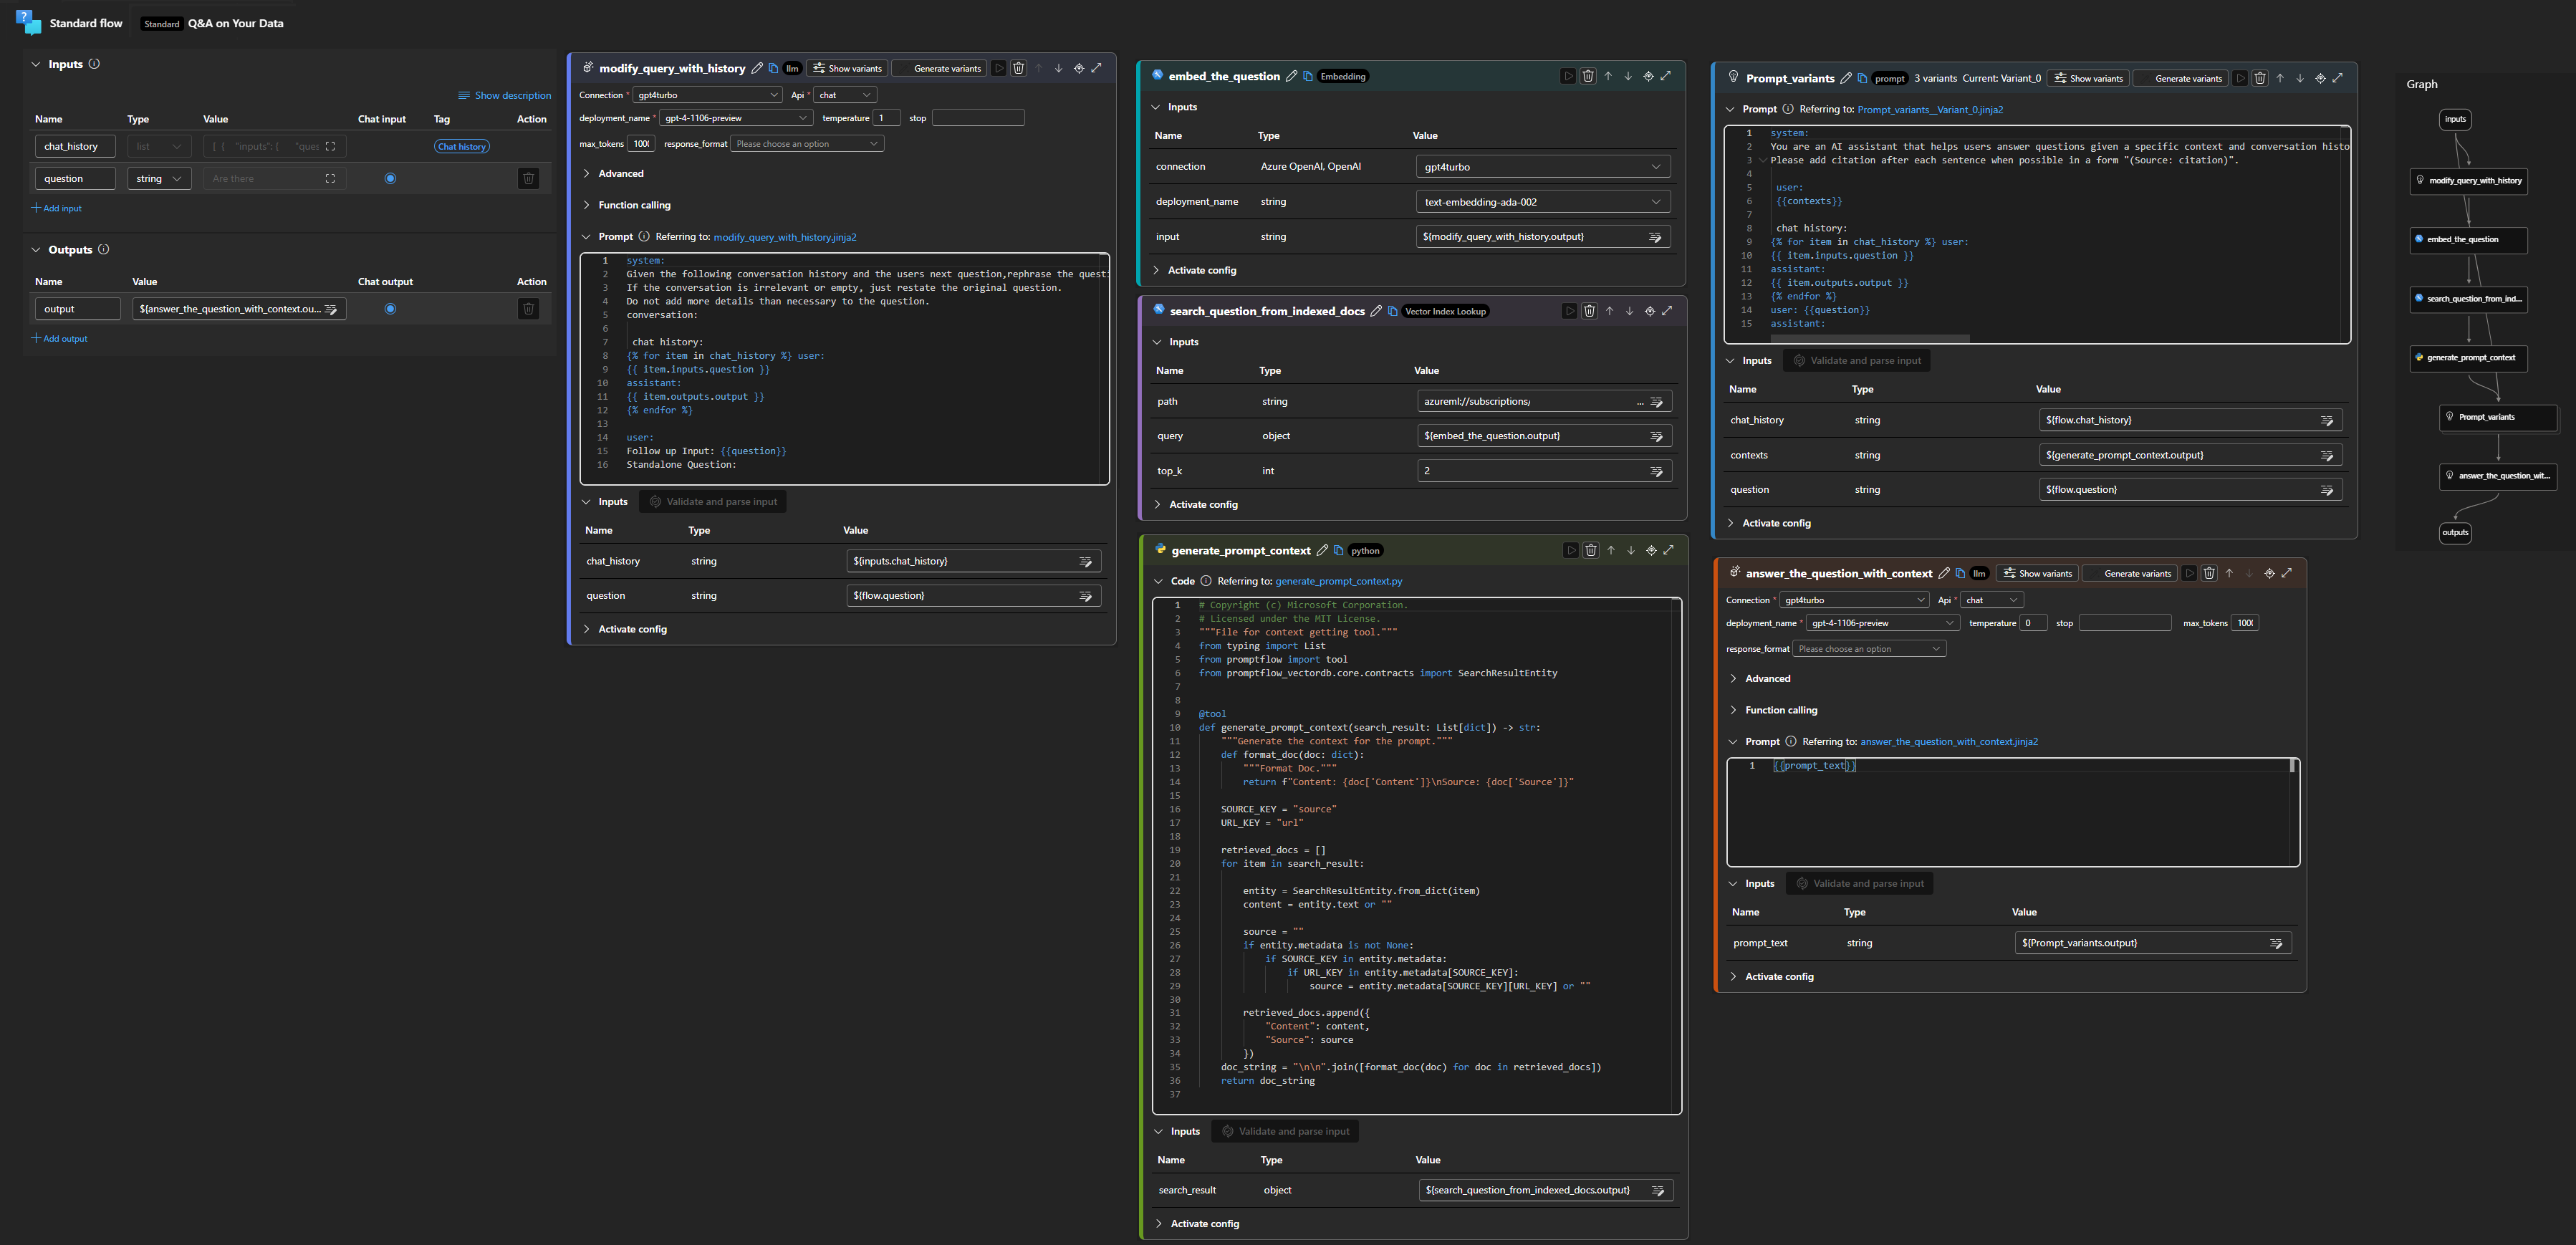 Standard flow
Standard Q&A on Your Data
Inputs
Show description
Name Type Value Chat input Tag Action
chat_history list [ { "inputs": { "ques Chat history
question string Are there
Add input
Outputs
Name Value Chat output Action
output ${answer_the_question_with_context.ou...
Add output
modify_query_with_history llm Show variants Generate variants
Connection * gpt4turbo Api * chat
deployment_name * gpt-4-1106-preview temperature 1 stop
max_tokens 100( response_format Please choose an option
Advanced
Function calling
Prompt Referring to: modify_query_with_history.jinja2
1 system:
2 Given the following conversation history and the users next question,rephrase the quest
3 If the conversation is irrelevant or empty, just restate the original question.
4 Do not add more details than necessary to the question.
5 conversation:
6
7 chat history:
8 {% for item in chat_history %} user:
9 {{ item.inputs.question }}
10 assistant:
11 {{ item.outputs.output }}
12 {% endfor %}
13
14 user:
15 Follow up Input: {{question}}
16 Standalone Question:
Inputs Validate and parse input
Name Type Value
chat_history string ${inputs.chat_history}
question string ${flow.question}
Activate config
embed_the_question Embedding
Inputs
Name Type Value
connection Azure OpenAI, OpenAI gpt4turbo
deployment_name string text-embedding-ada-002
input string ${modify_query_with_history.output}
Activate config
search_question_from_indexed_docs Vector Index Lookup
Inputs
Name Type Value
path string azureml://subscriptions/ ...
query object ${embed_the_question.output}
top_k int 2
Activate config
generate_prompt_context python
Code Referring to: generate_prompt_context.py
1 # Copyright (c) Microsoft Corporation.
2 # Licensed under the MIT License.
3 """File for context getting tool."""
4 from typing import List
5 from promptflow import tool
6 from promptflow_vectordb.core.contracts import SearchResultEntity
7
8
9 @tool
10 def generate_prompt_context(search_result: List[dict]) -> str:
11 """Generate the context for the prompt."""
12 def format_doc(doc: dict):
13 """Format Doc."""
14 return f"Content: {doc['Content']}\nSource: {doc['Source']}"
15
16 SOURCE_KEY = "source"
17 URL_KEY = "url"
18
19 retrieved_docs = []
20 for item in search_result:
21
22 entity = SearchResultEntity.from_dict(item)
23 content = entity.text or ""
24
25 source = ""
26 if entity.metadata is not None:
27 if SOURCE_KEY in entity.metadata:
28 if URL_KEY in entity.metadata[SOURCE_KEY]:
29 source = entity.metadata[SOURCE_KEY][URL_KEY] or ""
30
31 retrieved_docs.append({
32 "Content": content,
33 "Source": source
34 })
35 doc_string = "\n\n".join([format_doc(doc) for doc in retrieved_docs])
36 return doc_string
37
Inputs Validate and parse input
Name Type Value
search_result object ${search_question_from_indexed_docs.output}
Activate config
Prompt_variants prompt 3 variants Current: Variant_0 Show variants Generate variants
Prompt Referring to: Prompt_variants__Variant_0.jinja2
1 system:
2 You are an AI assistant that helps users answer questions given a specific context and conversation histo
3 Please add citation after each sentence when possible in a form "(Source: citation)".
4
5 user:
6 {{contexts}}
7
8 chat history:
9 {% for item in chat_history %} user:
10 {{ item.inputs.question }}
11 assistant:
12 {{ item.outputs.output }}
13 {% endfor %}
14 user: {{question}}
15 assistant:
Inputs Validate and parse input
Name Type Value
chat_history string ${flow.chat_history}
contexts string ${generate_prompt_context.output}
question string ${flow.question}
Activate config
answer_the_question_with_context llm Show variants Generate variants
Connection * gpt4turbo Api * chat
deployment_name * gpt-4-1106-preview temperature 0 stop max_tokens 100(
response_format Please choose an option
Advanced
Function calling
Prompt Referring to: answer_the_question_with_context.jinja2
1 {{prompt_text}}
Inputs Validate and parse input
Name Type Value
prompt_text string ${Prompt_variants.output}
Activate config
Graph
inputs
modify_query_with_history
embed_the_question
search_question_from_ind...
generate_prompt_context
Prompt_variants
answer_the_question_wit...
outputs